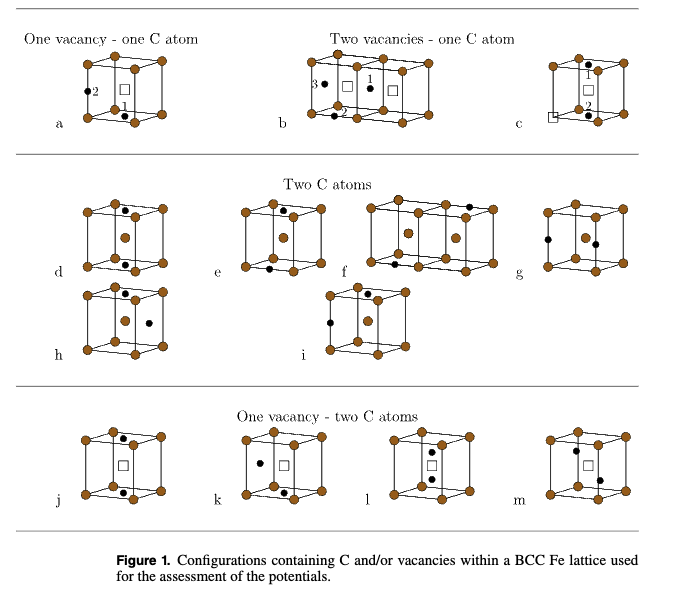 One vacancy - one C atom
Two vacancies - one C atom
2
1
a
3
1
2
b
1
2
c
Two C atoms
d
e
f
g
h
i
One vacancy - two C atoms
j
k
l
m
Figure 1. Configurations containing C and/or vacancies within a BCC Fe lattice used
for the assessment of the potentials.